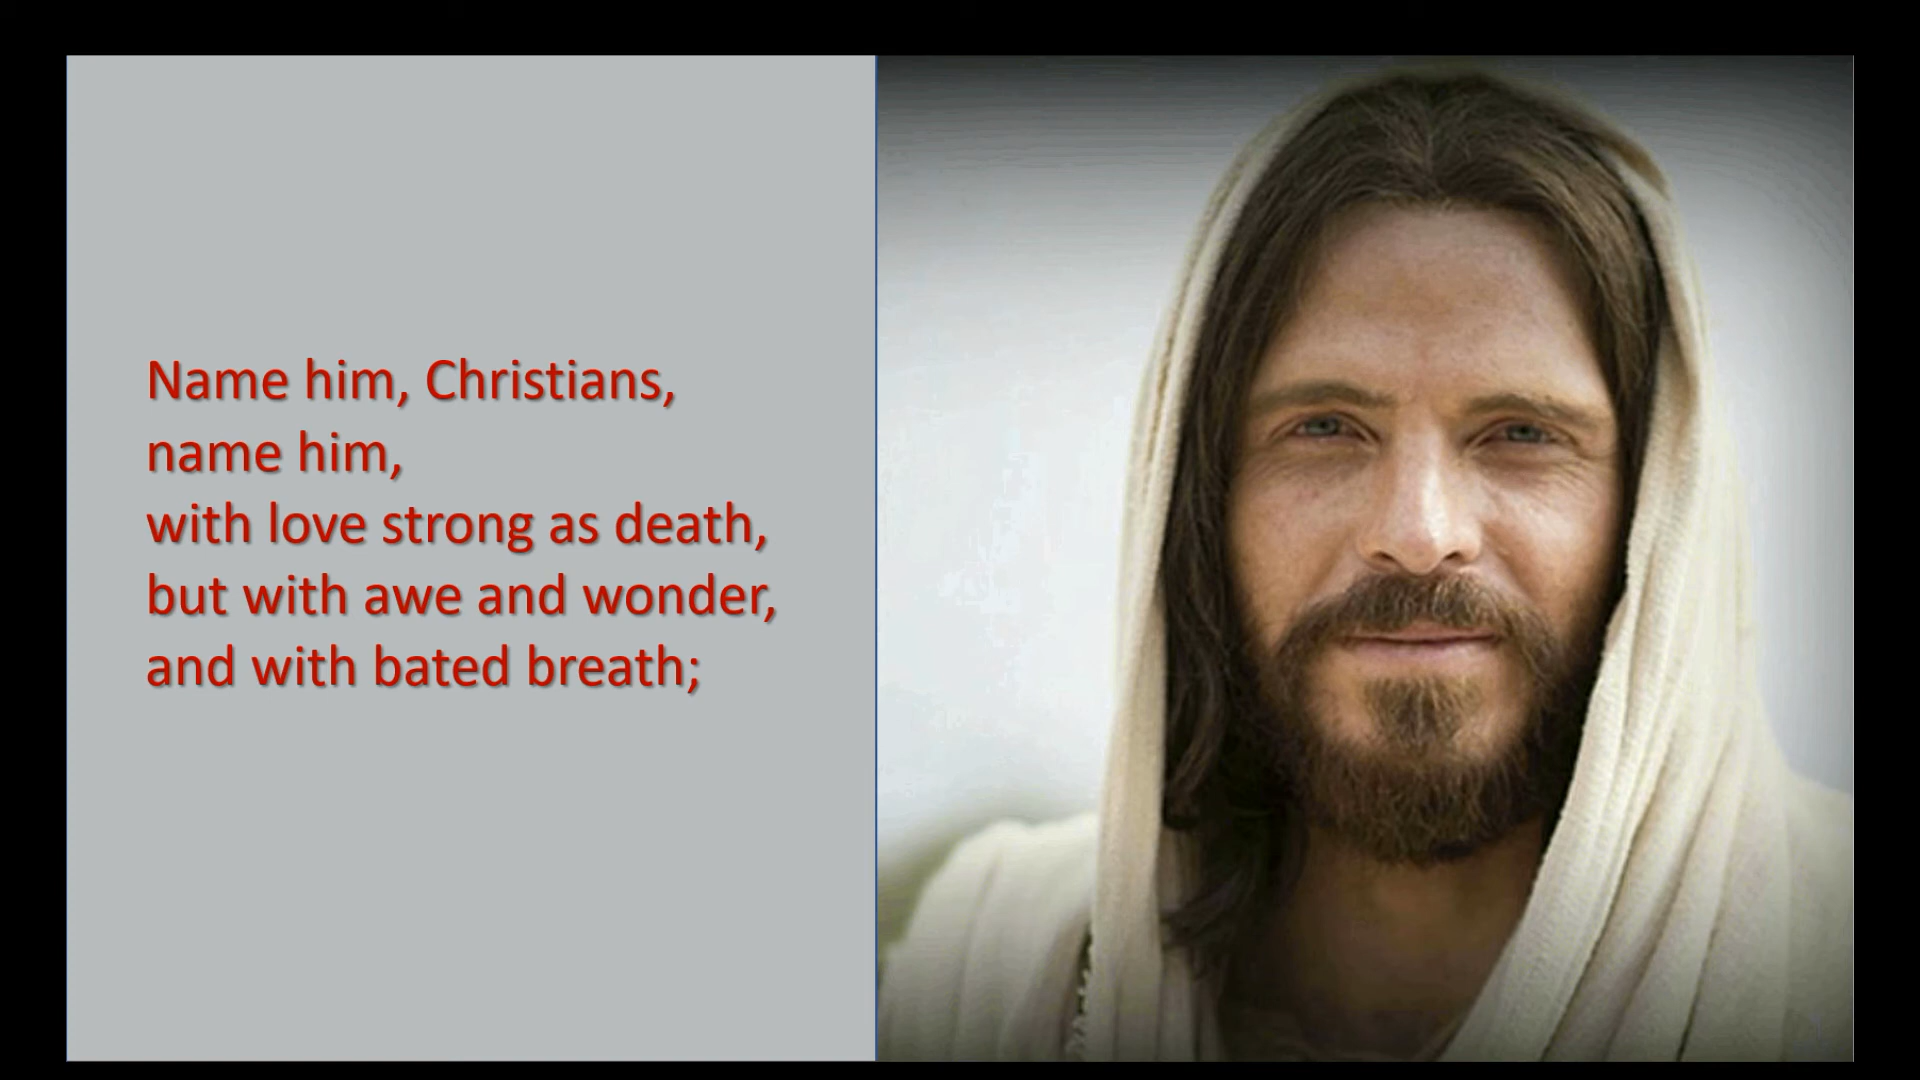 Name him, Christians,
name him,
with love strong as death,
but with awe and wonder,
and with bated breath;